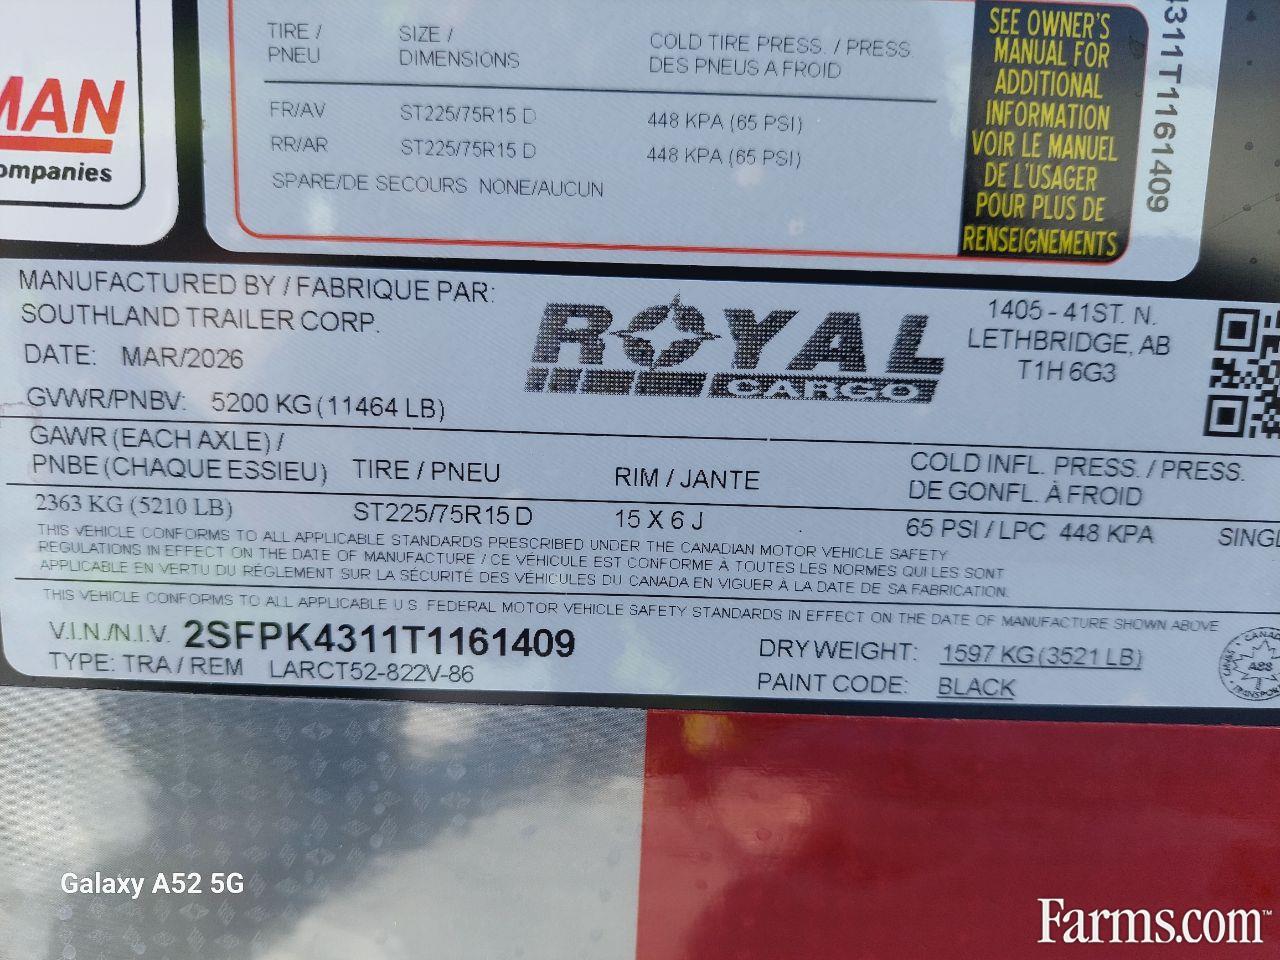 MAN
ompanies
TIRE / PNEU
SIZE / DIMENSIONS
COLD TIRE PRESS. / PRESS. DES PNEUS A FROID
FR/AV ST225/75R15 D 448 KPA (65 PSI)
RR/AR ST225/75R15 D 448 KPA (65 PSI)
SPARE/DE SECOURS NONE/AUCUN
SEE OWNER'S
MANUAL FOR
ADDITIONAL
INFORMATION
VOIR LE MANUEL
DE L'USAGER
POUR PLUS DE
RENSEIGNEMENTS
4311T1161409
MANUFACTURED BY / FABRIQUE PAR:
SOUTHLAND TRAILER CORP.
DATE: MAR/2026
GVWR/PNBV: 5200 KG (11464 LB)
ROYAL
CARGO
1405 - 41ST. N.
LETHBRIDGE, AB
T1H 6G3
GAWR (EACH AXLE) /
PNBE (CHAQUE ESSIEU) TIRE / PNEU RIM / JANTE
COLD INFL. PRESS. / PRESS.
DE GONFL. À FROID
2363 KG (5210 LB) ST225/75R15 D 15 X 6 J 65 PSI / LPC 448 KPA SINGL
THIS VEHICLE CONFORMS TO ALL APPLICABLE STANDARDS PRESCRIBED UNDER THE CANADIAN MOTOR VEHICLE SAFETY
REGULATIONS IN EFFECT ON THE DATE OF MANUFACTURE / CE VÉHICULE EST CONFORME À TOUTES LES NORMES QUI LES SONT
APPLICABLE EN VERTU DU RÉGLEMENT SUR LA SÉCURITÉ DES VÉHICULES DU CANADA EN VIGUER À LA DATE DE SA FABRICATION.
THIS VEHICLE CONFORMS TO ALL APPLICABLE U.S. FEDERAL MOTOR VEHICLE SAFETY STANDARDS IN EFFECT ON THE DATE OF MANUFACTURE SHOWN ABOVE
V.I.N./N.I.V. 2SFPK4311T1161409
TYPE: TRA / REM LARCT52-822V-86
DRY WEIGHT: 1597 KG (3521 LB)
PAINT CODE: BLACK
CANAD
A88
TRANSPOR
Galaxy A52 5G
Farms.com™